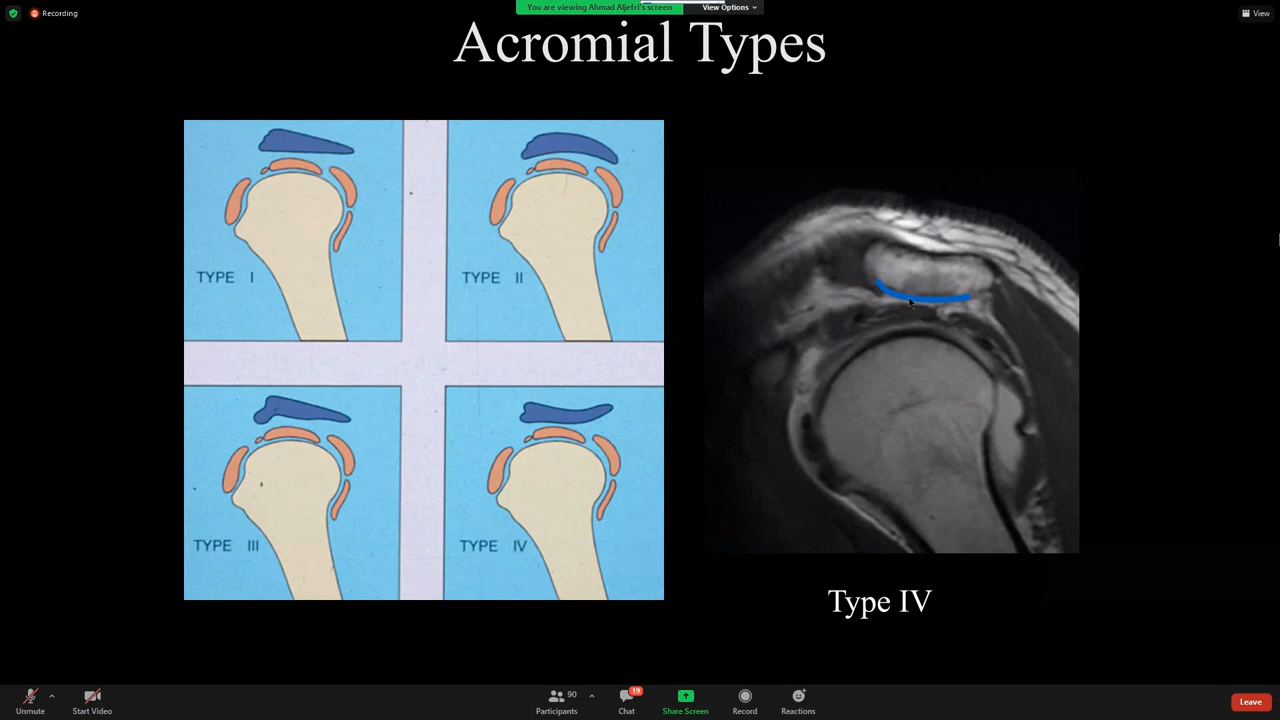 Recording
You are viewing Ahmad Aljefri's screen
View Options
View
Acromial Types
TYPE I
TYPE II
TYPE III
TYPE IV
Type IV
Unmute
Start Video
Participants
90
Chat
19
Share Screen
Record
Reactions
Leave